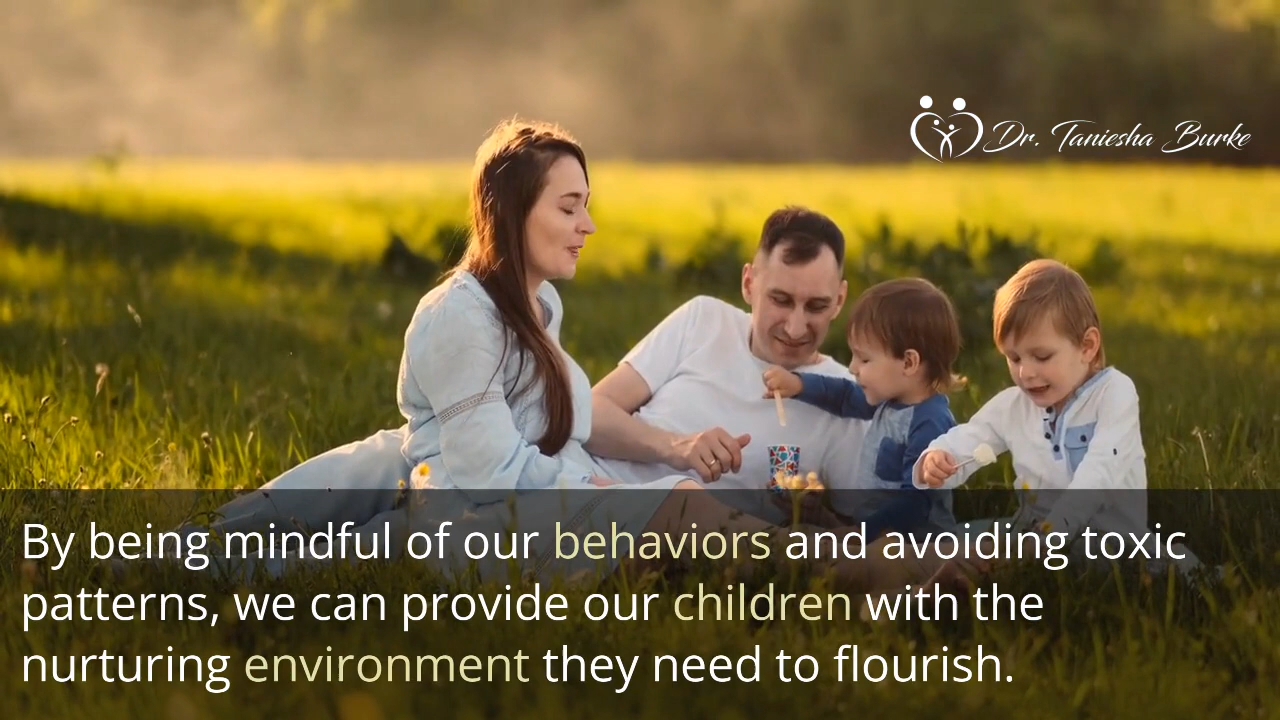 Dr. Taniesha Burke
By being mindful of our behaviors and avoiding toxic
patterns, we can provide our children with the
nurturing environment they need to flourish.